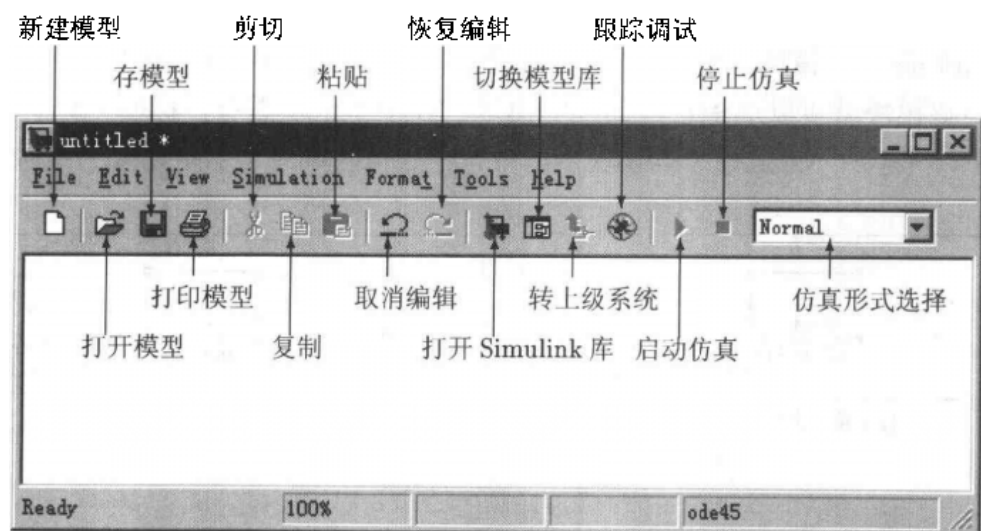 新建模型 剪切 恢复编辑 跟踪调试
存模型 粘贴 切换模型库 停止仿真
untitled *
File Edit View Simulation Format Tools Help
Normal
打印模型 取消编辑 转上级系统 仿真形式选择
打开模型 复制 打开 Simulink 库 启动仿真
Ready 100% ode45